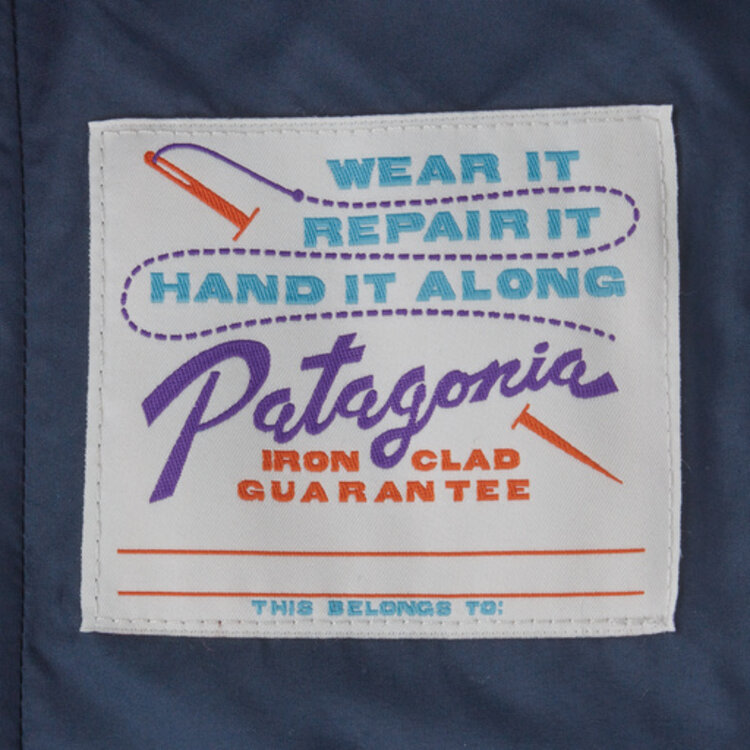 WEAR IT
REPAIR IT
HAND IT ALONG
Patagonia
IRON CLAD
GUARANTEE
THIS BELONGS TO: